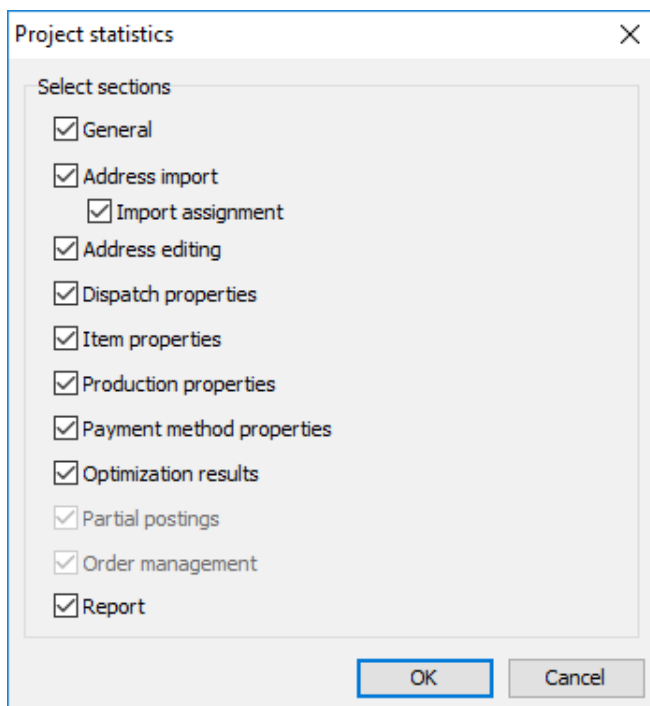 Project statistics
Select sections
General
Address import
Import assignment
Address editing
Dispatch properties
Item properties
Production properties
Payment method properties
Optimization results
Partial postings
Order management
Report
OK Cancel